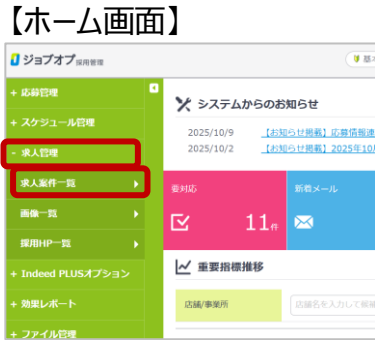 【ホーム画面】
ジョブオプ 採用管理
基本
+ 応募管理
+ スケジュール管理
- 求人管理
求人案件一覧
画像一覧
採用HP一覧
+ Indeed PLUSオプション
+ 効果レポート
+ ファイル管理
システムからのお知らせ
2025/10/9 【お知らせ掲載】応募情報連
2025/10/2 【お知らせ掲載】2025年10
要対応
11件
新着メール
重要指標推移
店舗/事業所
店舗名を入力して候補